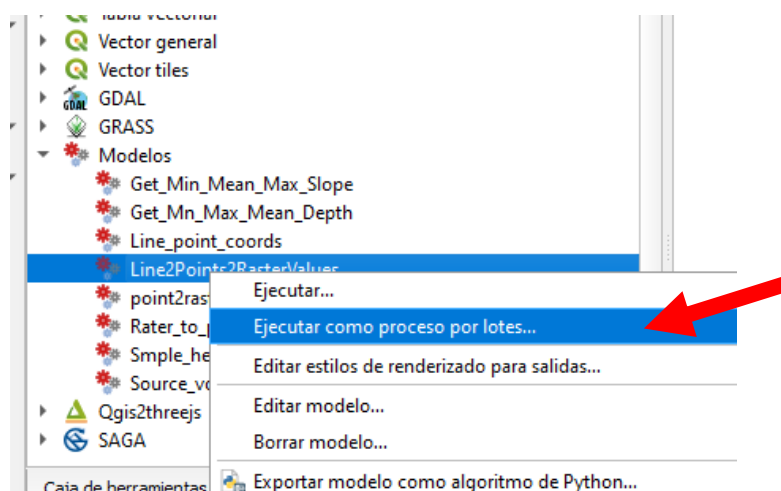 Tabla vectorial
Vector general
Vector tiles
GDAL
GDAL
GRASS
Modelos
Get_Min_Mean_Max_Slope
Get_Mn_Max_Mean_Depth
Line_point_coords
Line2Points2RasterValues
point2ras
Rater_to_
Smple_he
Source_vo
Qgis2threejs
SAGA
Caja de herramientas
Ejecutar...
Ejecutar como proceso por lotes...
Editar estilos de renderizado para salidas...
Editar modelo...
Borrar modelo...
Exportar modelo como algoritmo de Python...